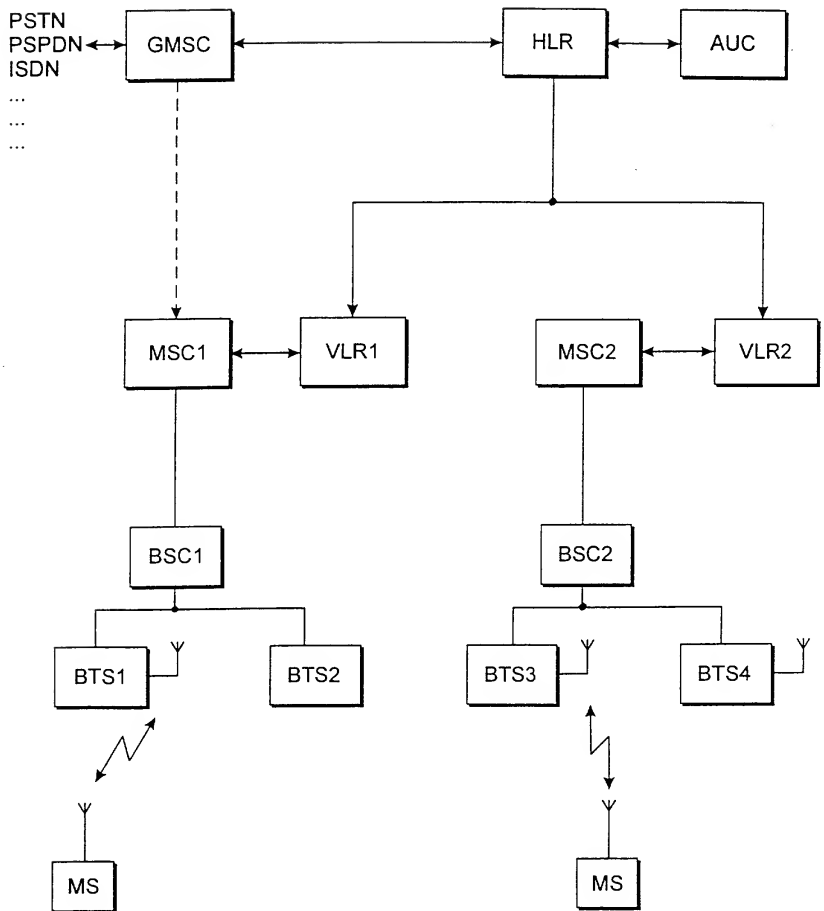 PSTN
PSPDN
ISDN
...
...
...
GMSC
HLR
AUC
MSC1
VLR1
MSC2
VLR2
BSC1
BSC2
BTS1
BTS2
BTS3
BTS4
MS
MS